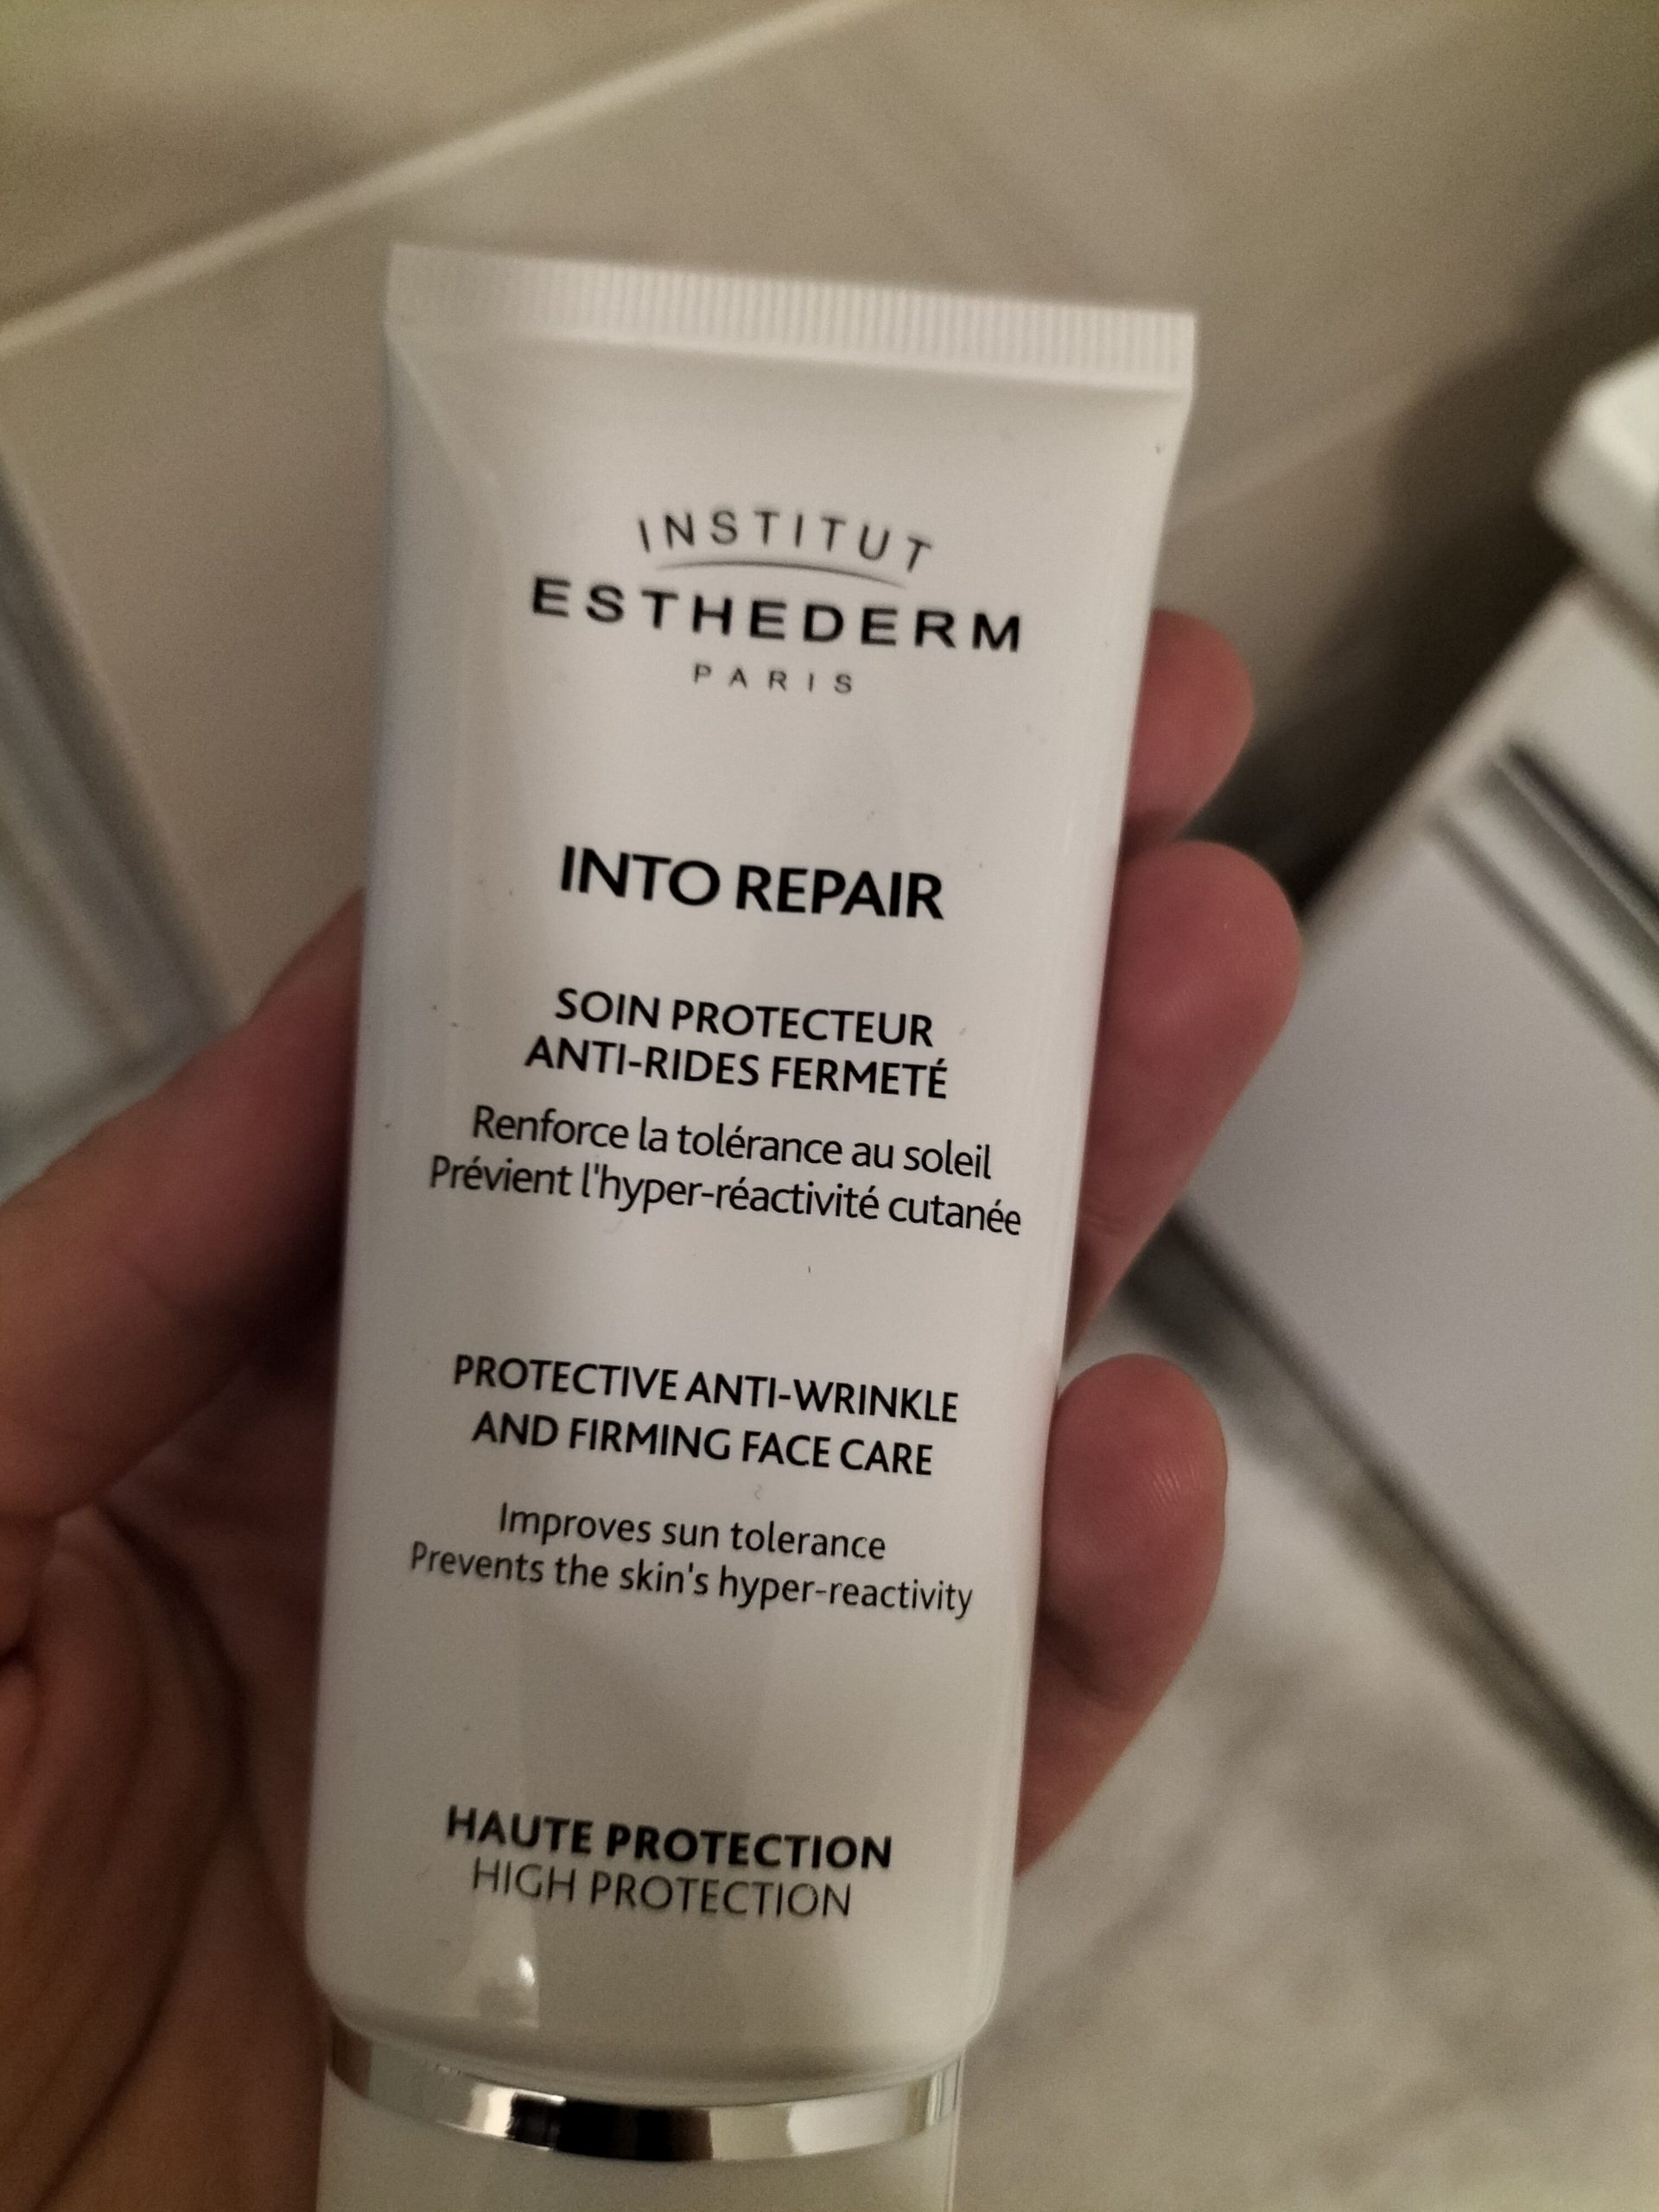 INSTITUT
ESTHEDERM
PARIS
INTO REPAIR
SOIN PROTECTEUR
ANTI-RIDES FERMETÉ
Renforce la tolérance au soleil
Prévient l'hyper-réactivité cutanée
PROTECTIVE ANTI-WRINKLE
AND FIRMING FACE CARE
Improves sun tolerance
Prevents the skin's hyper-reactivity
HAUTE PROTECTION
HIGH PROTECTION